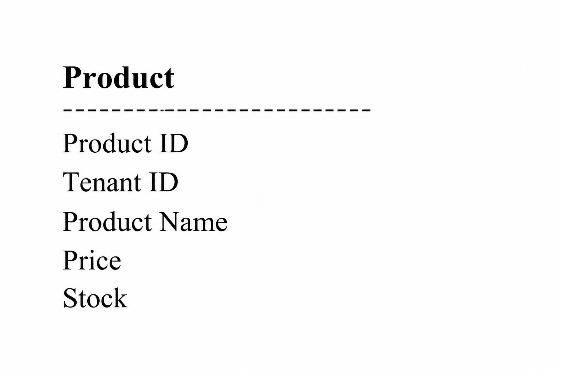 Product
--------------------------
Product ID
Tenant ID
Product Name
Price
Stock